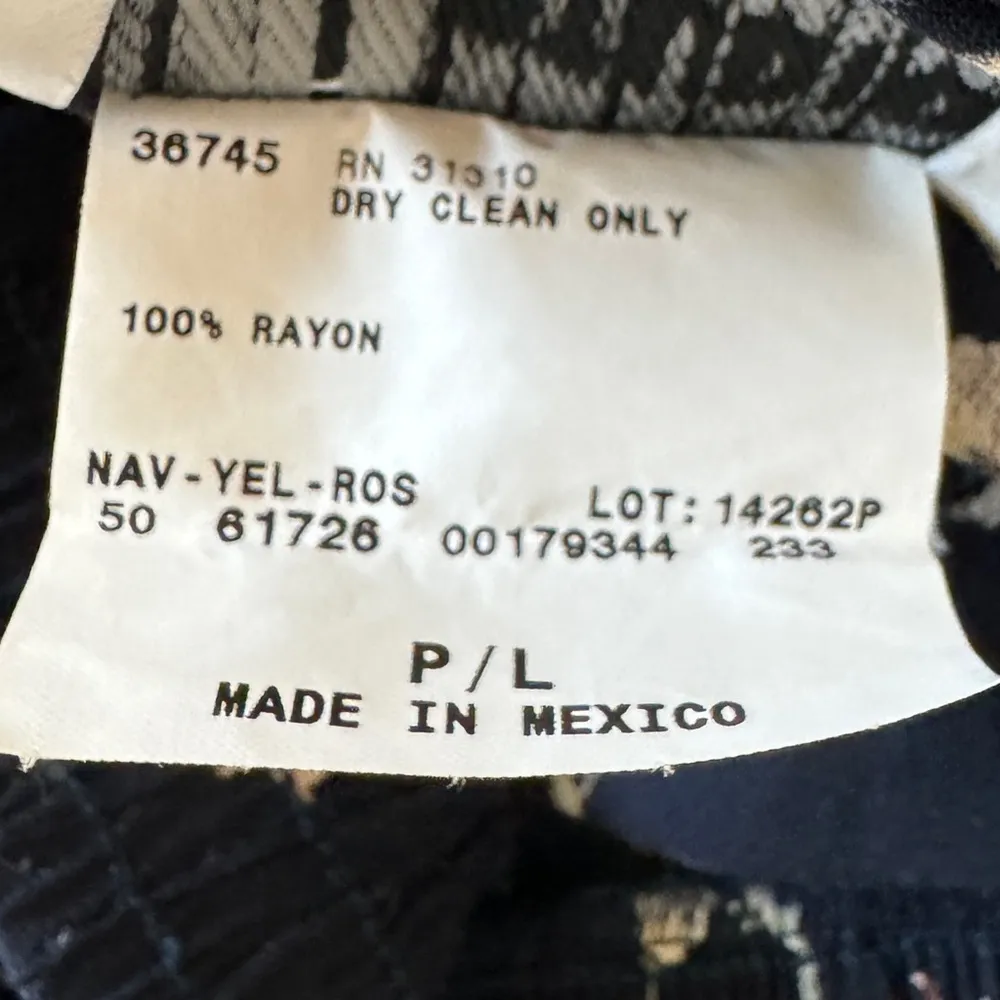 36745 RN 31310
DRY CLEAN ONLY
100% RAYON
NAV-YEL-ROS LOT: 14262P
50 61726 00179344 233
P/L
MADE IN MEXICO